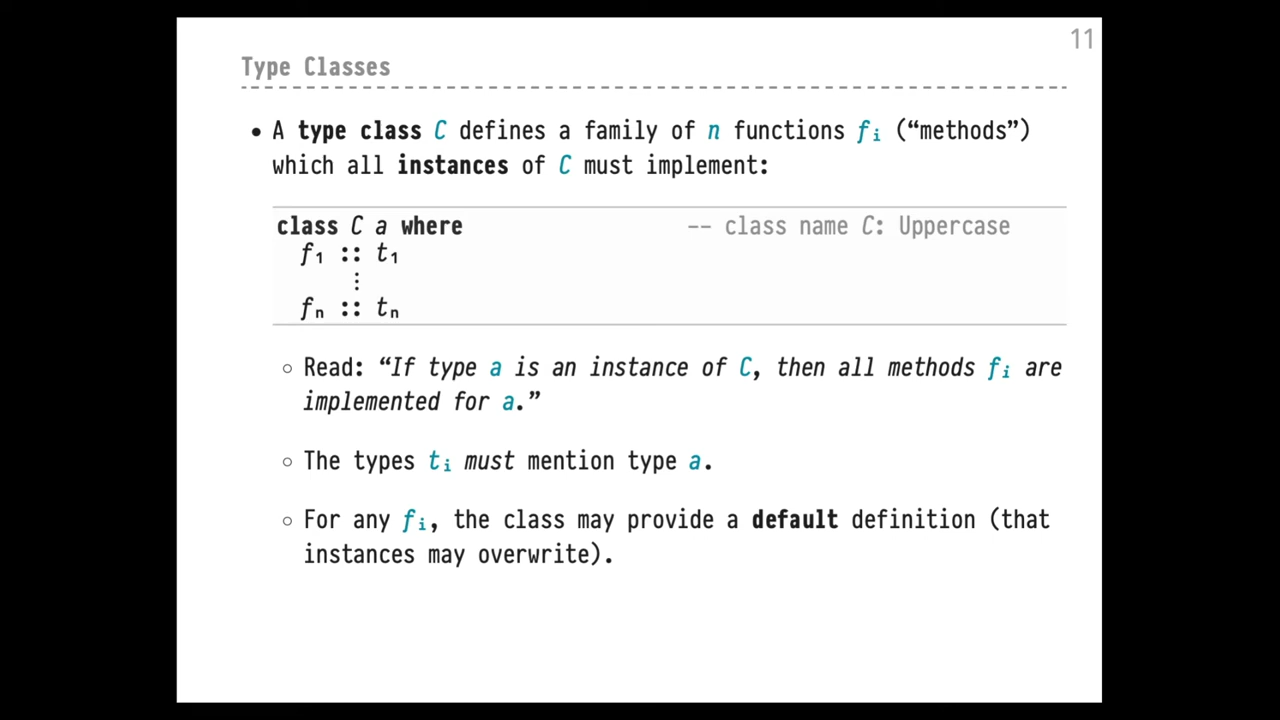 11
Type Classes
• A type class C defines a family of n functions fᵢ (“methods”)
which all instances of C must implement:
class C a where -- class name C: Uppercase
f₁ :: t₁
⋮
fₙ :: tₙ
◦ Read: “If type a is an instance of C, then all methods fᵢ are
implemented for a.”
◦ The types tᵢ must mention type a.
◦ For any fᵢ, the class may provide a default definition (that
instances may overwrite).